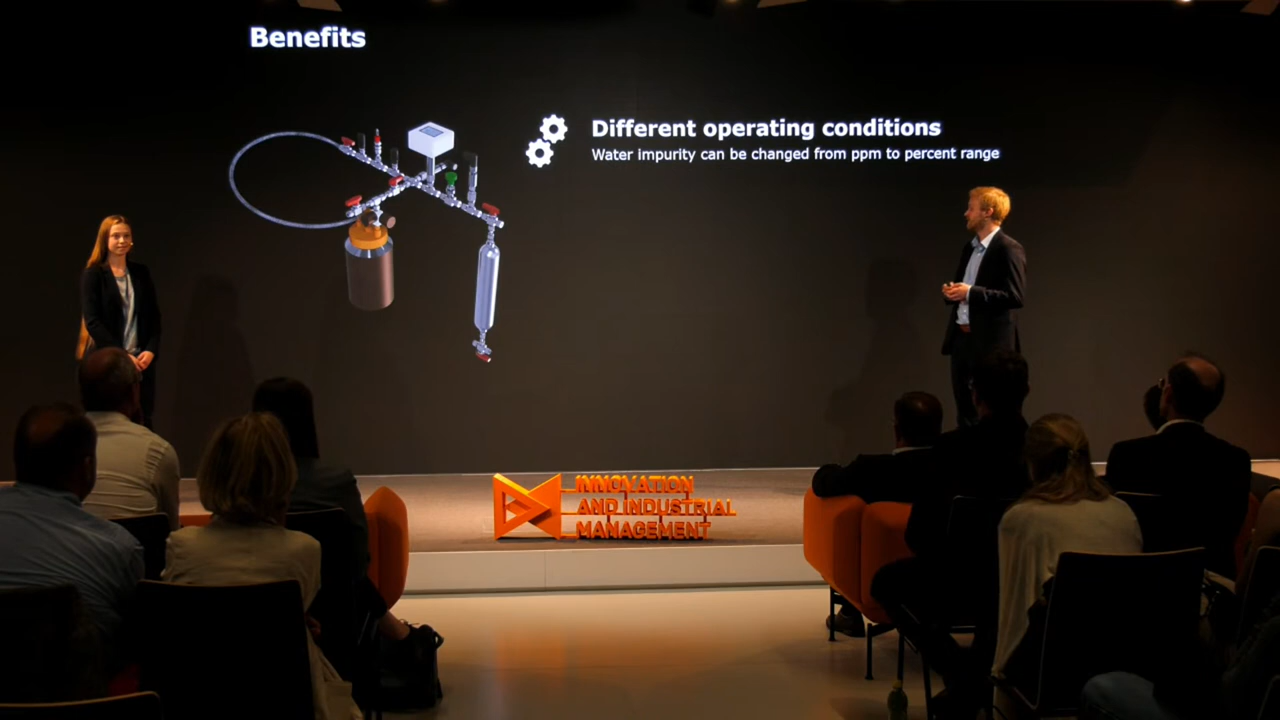 Benefits
Different operating conditions
Water impurity can be changed from ppm to percent range
INNOVATION
AND INDUSTRIAL
MANAGEMENT